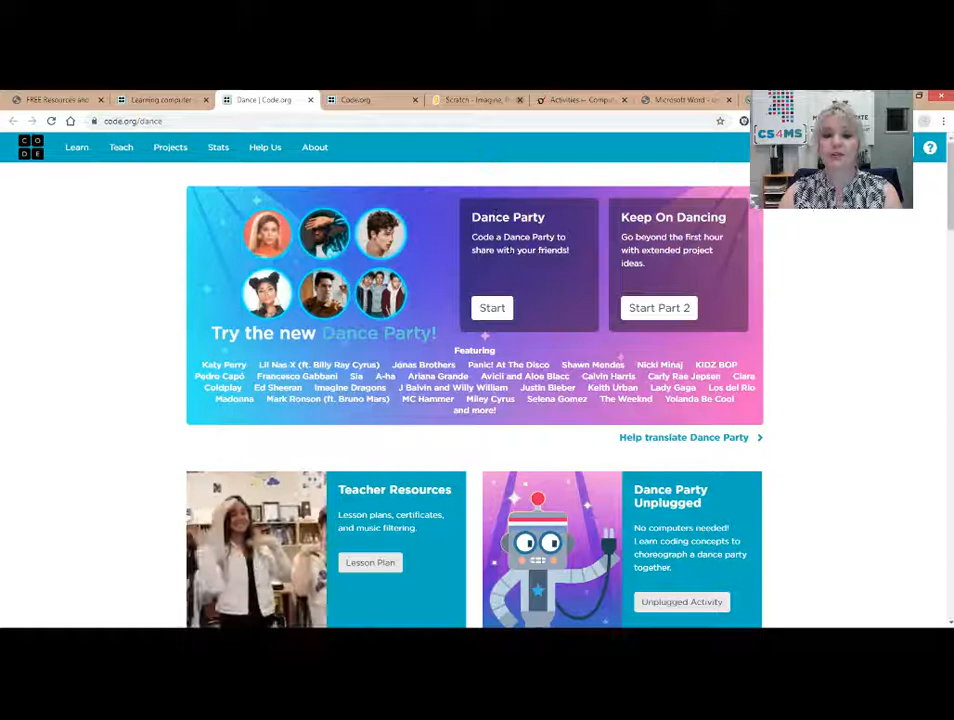 FREE Resources and
Learning computer
Dance | Code.org
Code.org
Scratch - Imagine, Pr
Activities – Comput
Microsoft Word -
code.org/dance
CODE
Learn
Teach
Projects
Stats
Help Us
About
?
[CS4MS]
Dance Party
Code a Dance Party to
share with your friends!
Start
Keep On Dancing
Go beyond the first hour
with extended project
ideas.
Start Part 2
Try the new Dance Party!
Featuring
Katy Perry Lil Nas X (ft. Billy Ray Cyrus) Jonas Brothers Panic! At The Disco Shawn Mendes Nicki Minaj KIDZ BOP
Pedro Capó Francesco Gabbani Sia A-ha Ariana Grande Avicii and Aloe Blacc Calvin Harris Carly Rae Jepsen Ciara
Coldplay Ed Sheeran Imagine Dragons J Balvin and Willy William Justin Bieber Keith Urban Lady Gaga Los del Rio
Madonna Mark Ronson (ft. Bruno Mars) MC Hammer Miley Cyrus Selena Gomez The Weeknd Yolanda Be Cool
and more!
Help translate Dance Party
Teacher Resources
Lesson plans, certificates,
and music filtering.
Lesson Plan
Dance Party
Unplugged
No computers needed!
Learn coding concepts to
choreograph a dance party
together.
Unplugged Activity